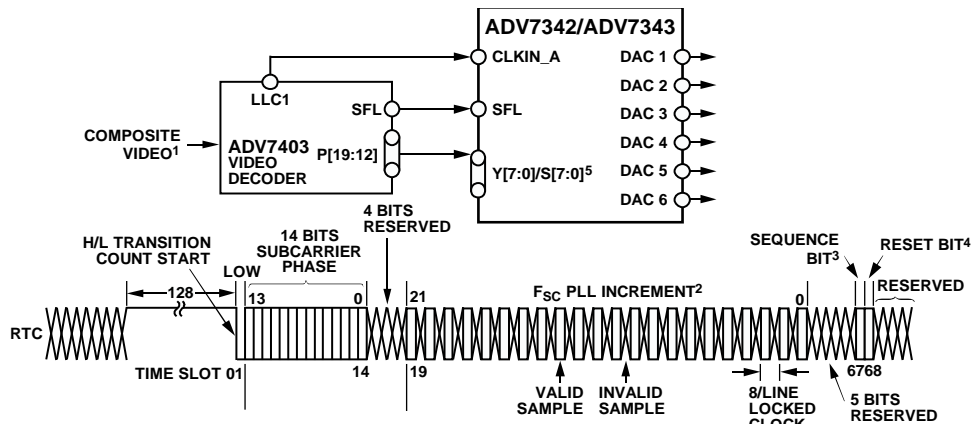 ADV7342/ADV7343
CLKIN_A
DAC 1
LLC1
DAC 2
SFL
SFL
DAC 3
COMPOSITE
VIDEO1
ADV7403
VIDEO
DECODER
P[19:12]
DAC 4
Y[7:0]/S[7:0]5
DAC 5
DAC 6
4 BITS
RESERVED
H/L TRANSITION
COUNT START
14 BITS
SUBCARRIER
PHASE
SEQUENCE
BIT3
RESET BIT4
LOW
RESERVED
128
13
0
21
FSC PLL INCREMENT2
0
RTC
TIME SLOT 01
14
19
6768
VALID
SAMPLE
INVALID
SAMPLE
8/LINE
LOCKED
CLOCK
5 BITS
RESERVED